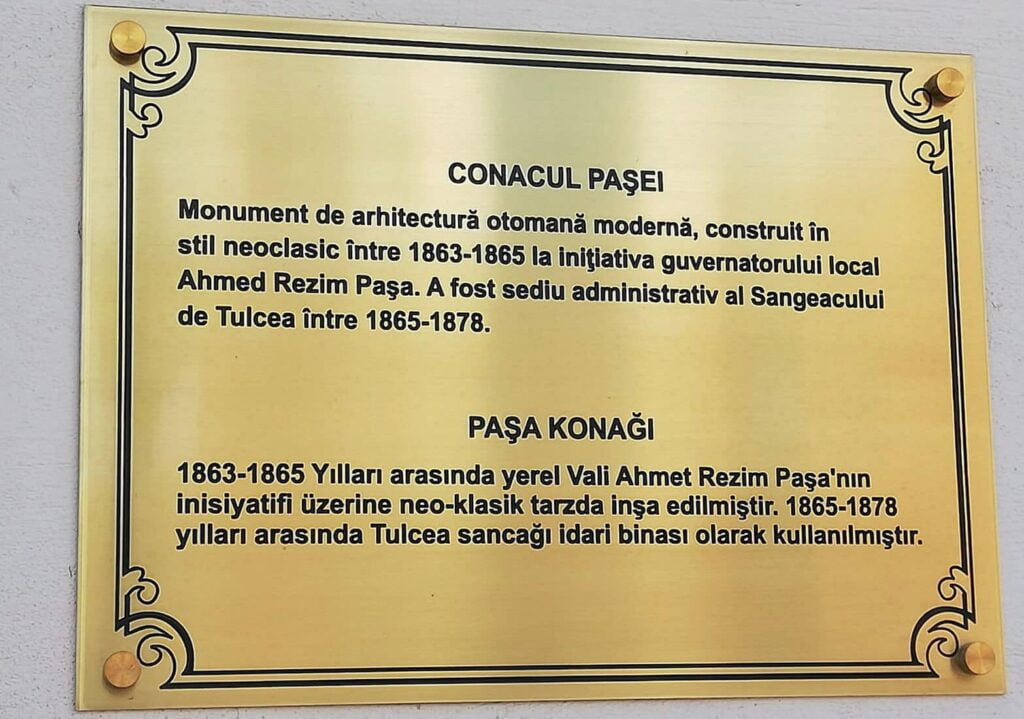 CONACUL PAŞEI
Monument de arhitectură otomană modernă, construit în
stil neoclasic între 1863-1865 la iniţiativa guvernatorului local
Ahmed Rezim Paşa. A fost sediu administrativ al Sangeacului
de Tulcea între 1865-1878.
PAŞA KONAĞI
1863-1865 Yılları arasında yerel Vali Ahmet Rezim Paşa'nın
inisiyatifi üzerine neo-klasik tarzda inşa edilmiştir. 1865-1878
yılları arasında Tulcea sancağı idari binası olarak kullanılmıştır.